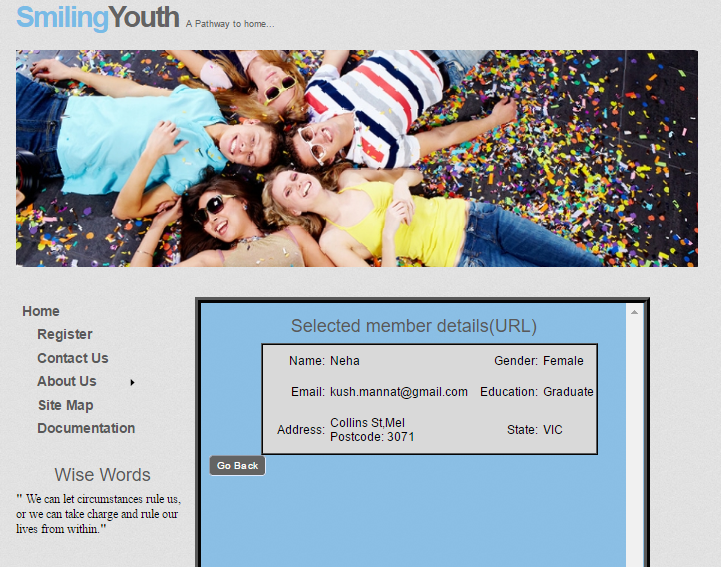 SmilingYouth A Pathway to home...
Home
Register
Contact Us
About Us
Site Map
Documentation
Wise Words
" We can let circumstances rule us,
or we can take charge and rule our
lives from within."
Selected member details(URL)
Name: Neha Gender: Female
Email: kush.mannat@gmail.com Education: Graduate
Address: Collins St,Mel
Postcode: 3071 State: VIC
Go Back